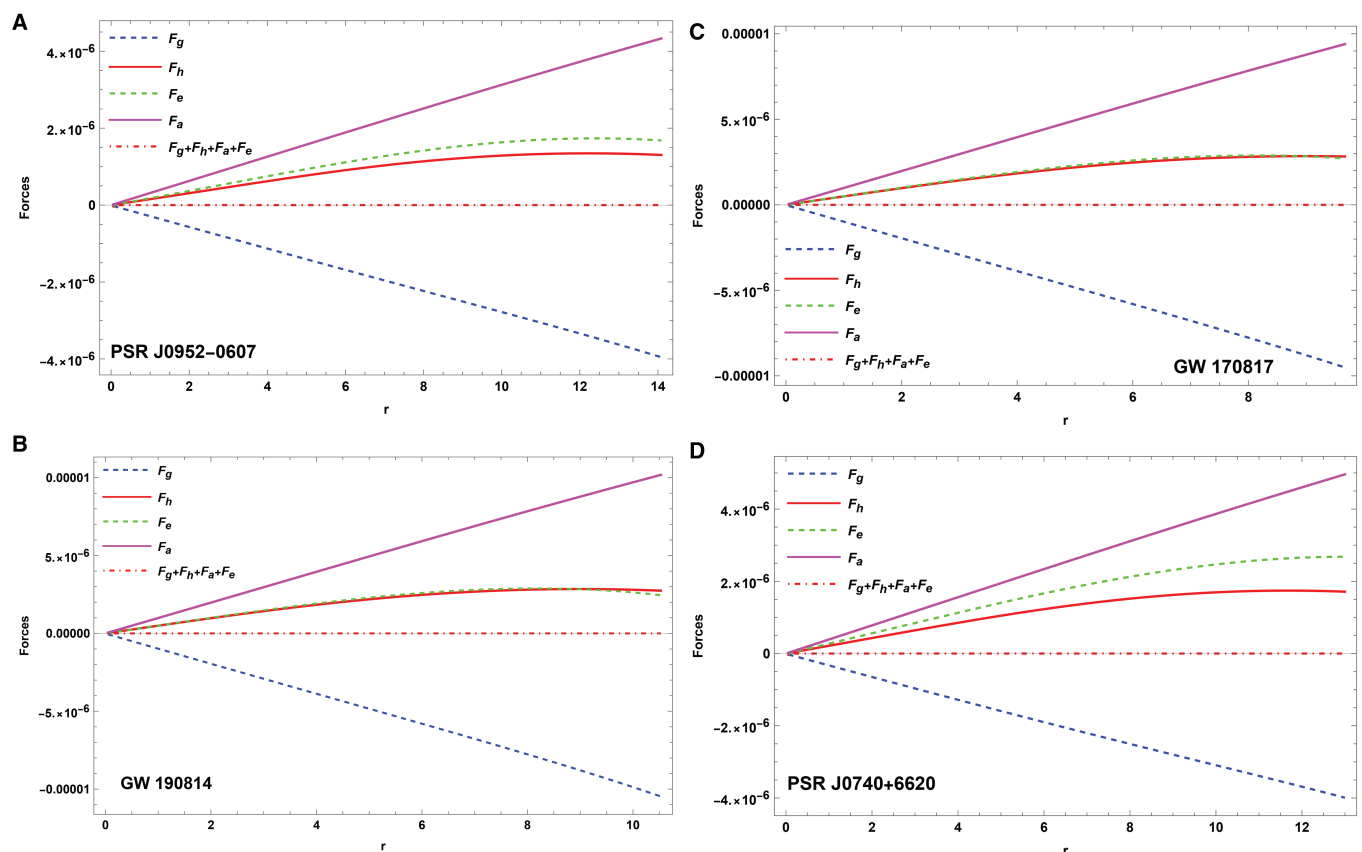 A
4.×10⁻⁶
2.×10⁻⁶
0
−2.×10⁻⁶
−4.×10⁻⁶
Forces
F_g
F_h
F_e
F_a
F_g+F_h+F_a+F_e
PSR J0952−0607
0 2 4 6 8 10 12 14
r
B
0.00001
5.×10⁻⁶
0.00000
−5.×10⁻⁶
−0.00001
Forces
F_g
F_h
F_e
F_a
F_g+F_h+F_a+F_e
GW 190814
0 2 4 6 8 10
r
C
0.00001
5.×10⁻⁶
0.00000
−5.×10⁻⁶
−0.00001
Forces
F_g
F_h
F_e
F_a
F_g+F_h+F_a+F_e
GW 170817
0 2 4 6 8
r
D
4.×10⁻⁶
2.×10⁻⁶
0
−2.×10⁻⁶
−4.×10⁻⁶
Forces
F_g
F_h
F_e
F_a
F_g+F_h+F_a+F_e
PSR J0740+6620
0 2 4 6 8 10 12
r